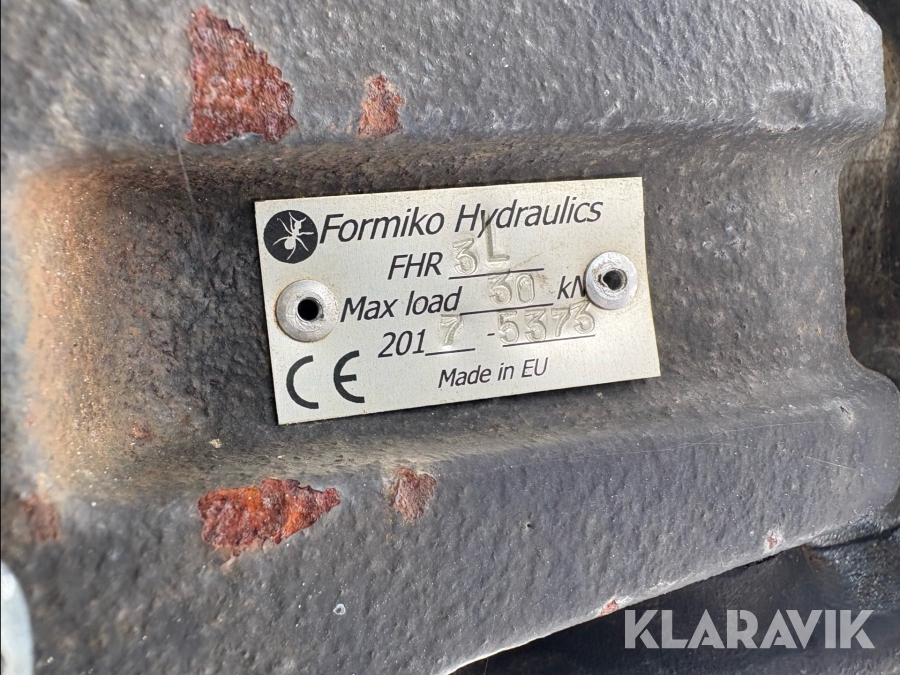 Formiko Hydraulics
FHR 3L
Max load 30 kN
2017 -5373
CE Made in EU
KLARAVIK